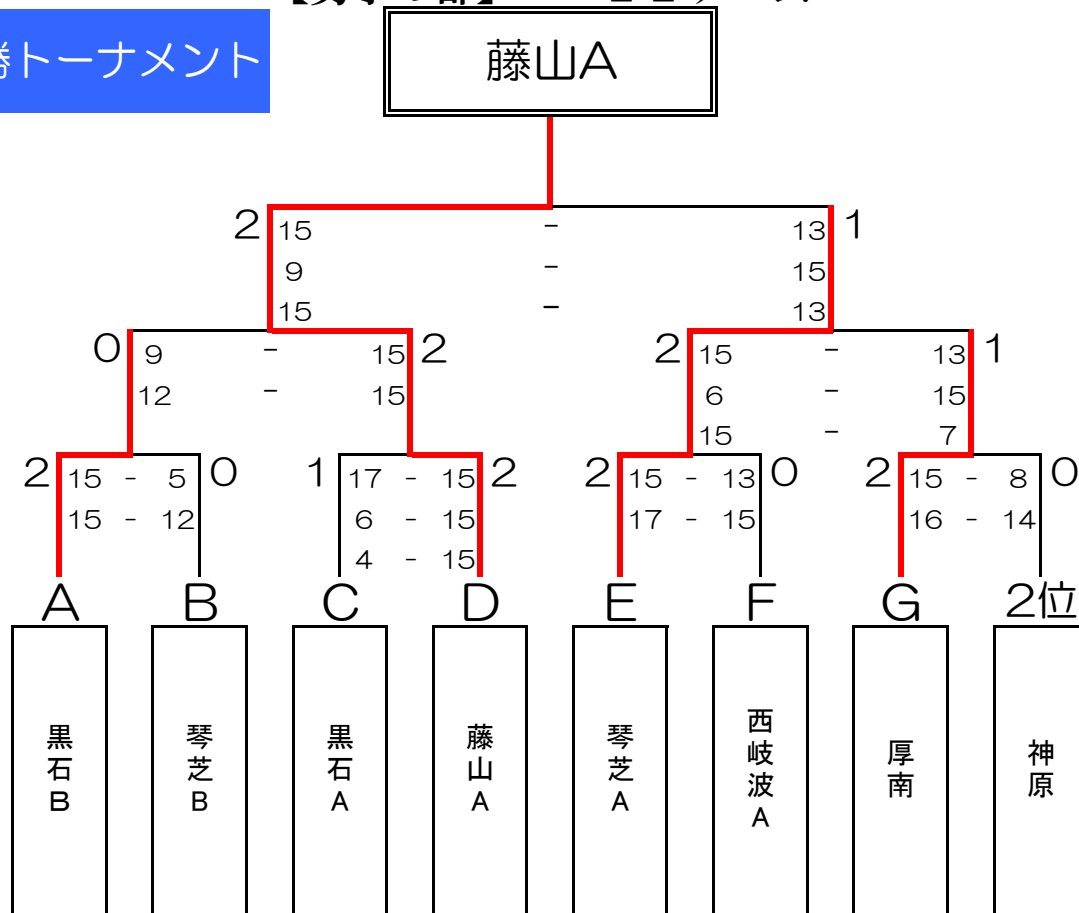 トーナメント
藤山A
2 15 - 13 1
9 - 15
15 - 13
0 9 - 15 2
12 - 15
2 15 - 13 1
6 - 15
15 - 7
2 15 - 5 0
15 - 12
1 17 - 15 2
6 - 15
4 - 15
2 15 - 13 0
17 - 15
2 15 - 8 0
16 - 14
A B C D E F G 2位
黒石B
琴芝B
黒石A
藤山A
琴芝A
西岐波A
厚南
神原